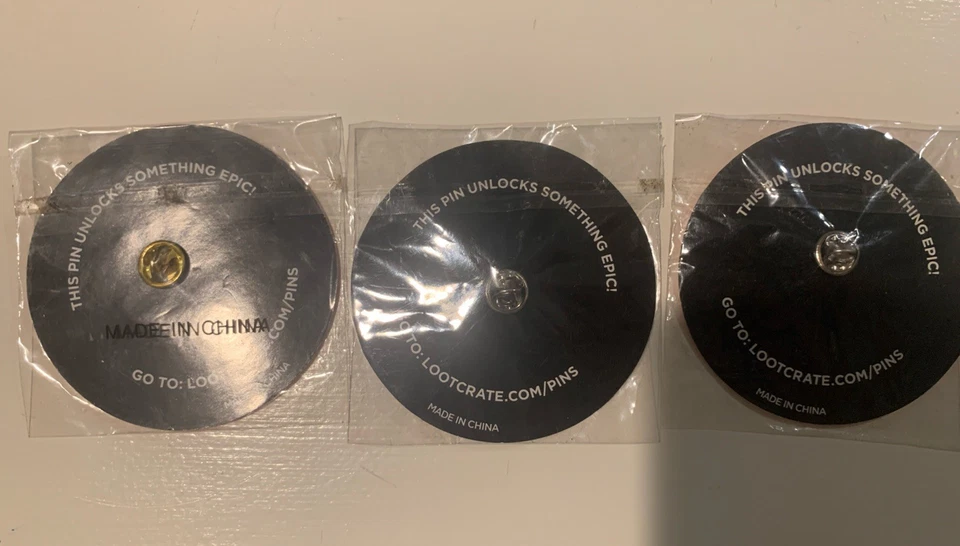 THIS PIN UNLOCKS SOMETHING EPIC!
MADE IN CHINA
GO TO: LOO
.COM/PINS
CHINA
THIS PIN UNLOCKS SOMETHING EPIC!
GO TO: LOOTCRATE.COM/PINS
MADE IN CHINA
THIS PIN UNLOCKS SOMETHING EPIC!
GO TO: LOOTCRATE.COM/PINS
MADE IN CHINA